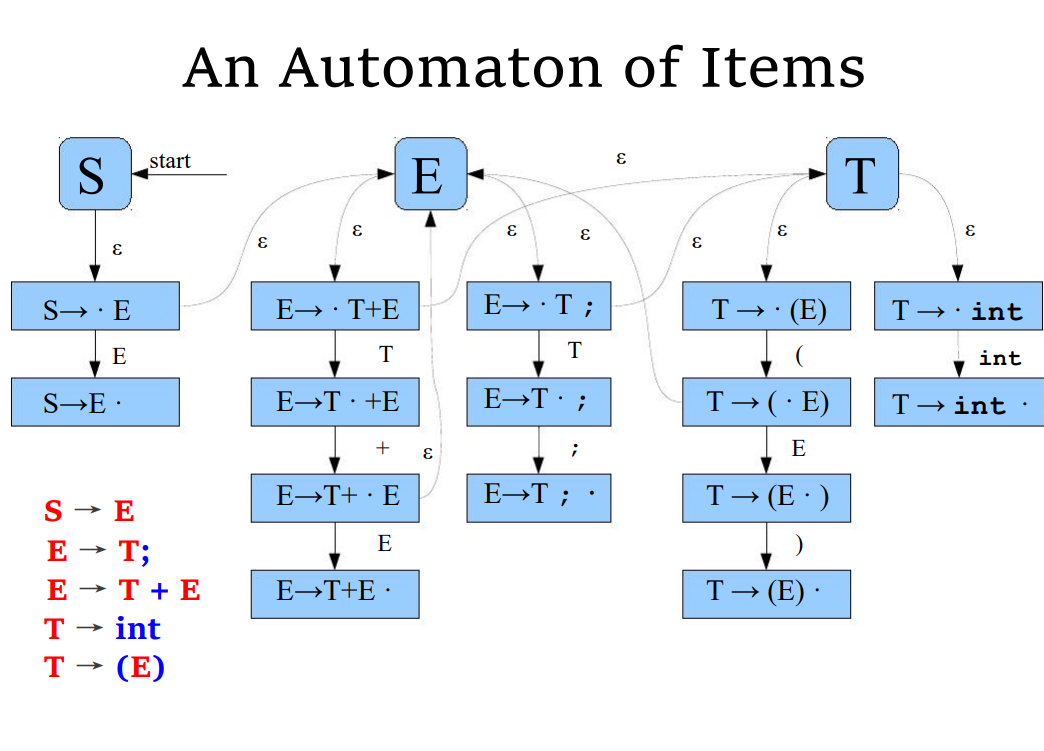 An Automaton of Items
S
start
E
ε
T
ε
ε
ε
ε
ε
ε
ε
ε
S→ · E
E→ · T+E
E→ · T ;
T → · (E)
T → · int
E
T
T
(
int
S→E ·
E→T · +E
E→T · ;
T → ( · E)
T → int ·
+
ε
;
E
E→T+ · E
E→T ; ·
T → (E · )
S → E
E
)
E → T;
E→T+E ·
T → (E) ·
E → T + E
T → int
T → (E)